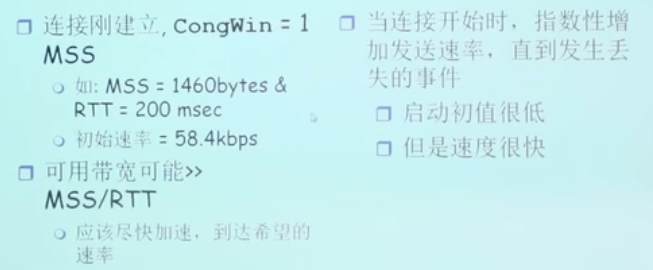 连接刚建立, CongWin = 1
MSS
如: MSS = 1460bytes &
RTT = 200 msec
初始速率 = 58.4kbps
可用带宽可能>>
MSS/RTT
应该尽快加速, 到达希望的
速率
当连接开始时, 指数性增
加发送速率, 直到发生丢
失的事件
启动初值很低
但是速度很快